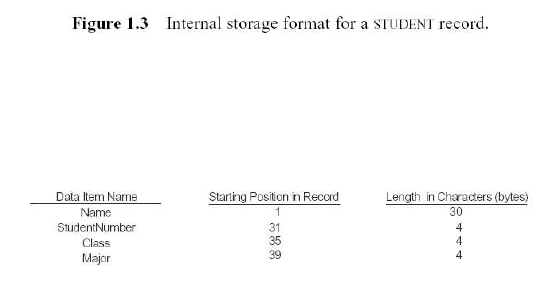 Figure 1.3 Internal storage format for a STUDENT record.
Data Item Name Starting Position in Record Length in Characters (bytes)
Name 1 30
StudentNumber 31 4
Class 35 4
Major 39 4